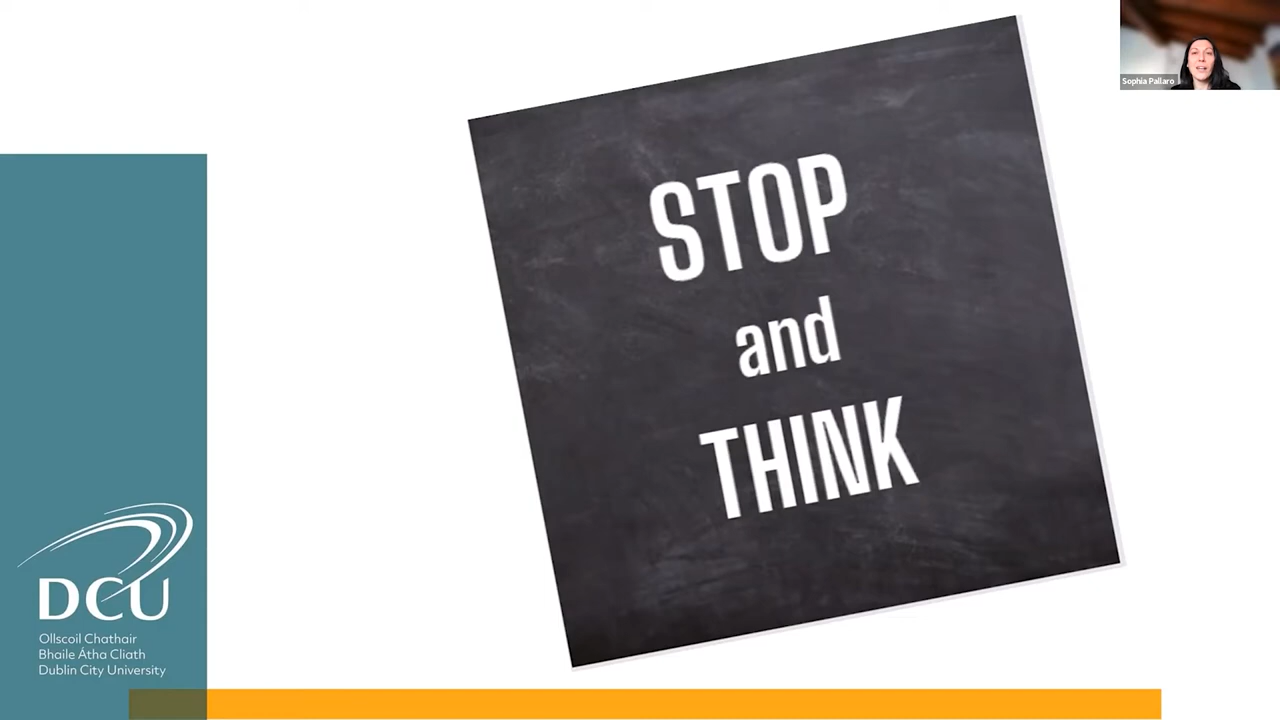 Sophia Pallaro
STOP
and
THINK
DCU
Ollscoil Chathair
Bhaile Átha Cliath
Dublin City University